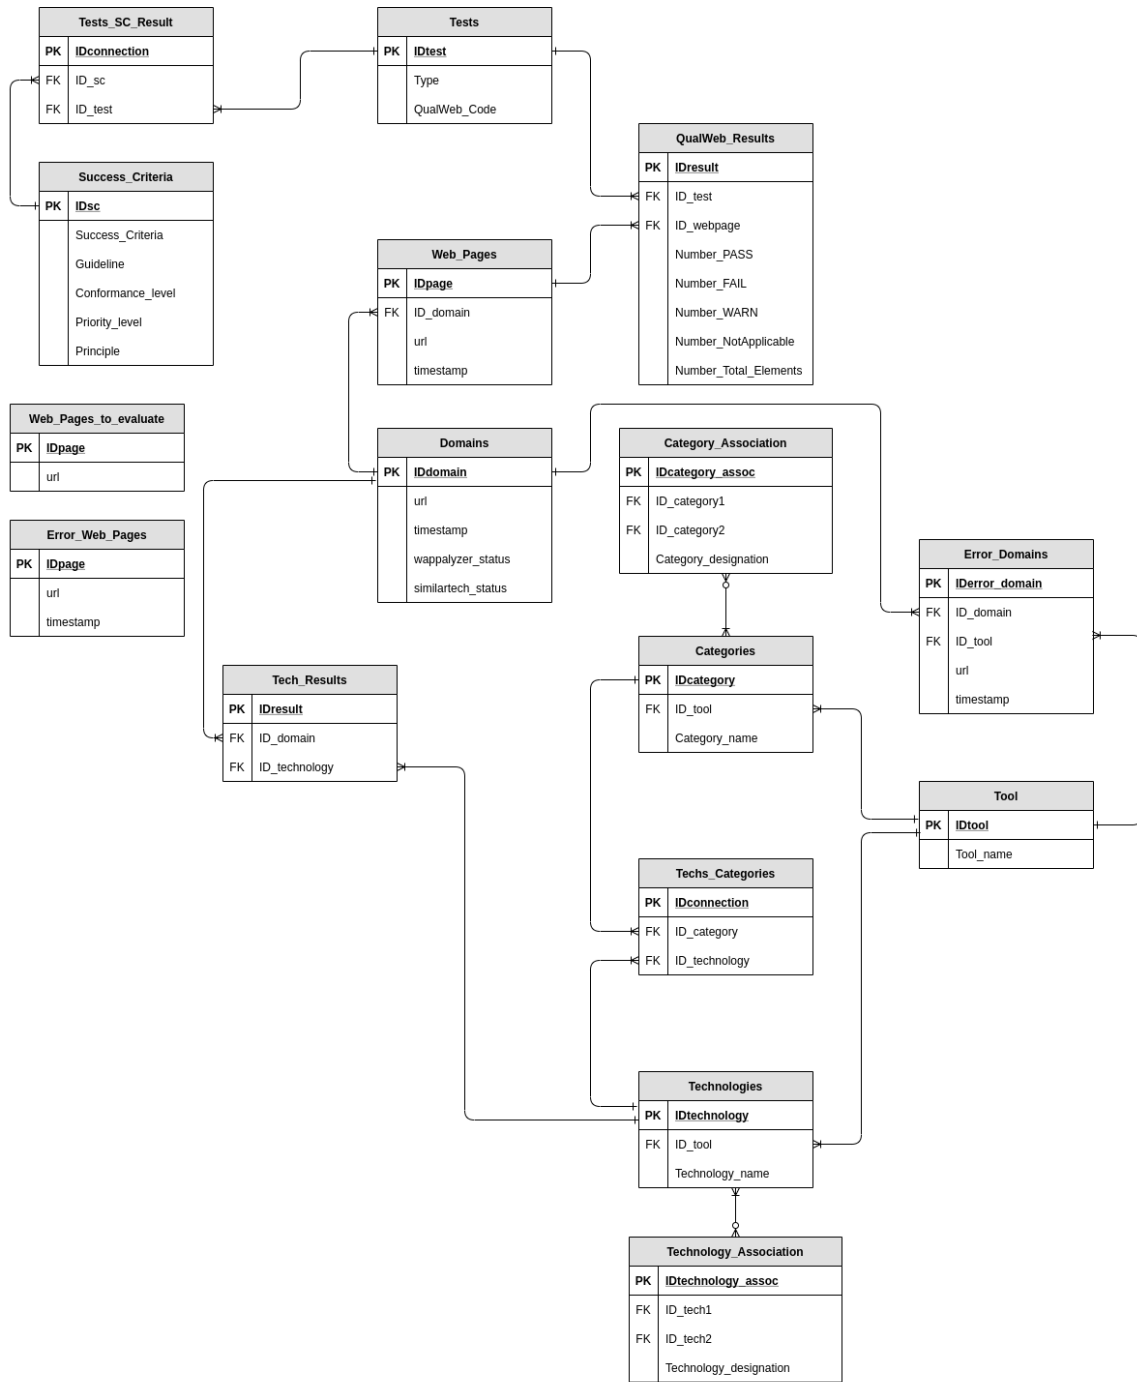 Tests_SC_Result
PK IDconnection
FK ID_sc
FK ID_test
Tests
PK IDtest
Type
QualWeb_Code
QualWeb_Results
PK IDresult
FK ID_test
FK ID_webpage
Number_PASS
Number_FAIL
Number_WARN
Number_NotApplicable
Number_Total_Elements
Success_Criteria
PK IDsc
Success_Criteria
Guideline
Conformance_level
Priority_level
Principle
Web_Pages
PK IDpage
FK ID_domain
url
timestamp
Web_Pages_to_evaluate
PK IDpage
url
Domains
PK IDdomain
url
timestamp
wappalyzer_status
similartech_status
Category_Association
PK IDcategory_assoc
FK ID_category1
FK ID_category2
Category_designation
Error_Web_Pages
PK IDpage
url
timestamp
Error_Domains
PK IDerror_domain
FK ID_domain
FK ID_tool
url
timestamp
Categories
PK IDcategory
FK ID_tool
Category_name
Tech_Results
PK IDresult
FK ID_domain
FK ID_technology
Tool
PK IDtool
Tool_name
Techs_Categories
PK IDconnection
FK ID_category
FK ID_technology
Technologies
PK IDtechnology
FK ID_tool
Technology_name
Technology_Association
PK IDtechnology_assoc
FK ID_tech1
FK ID_tech2
Technology_designation